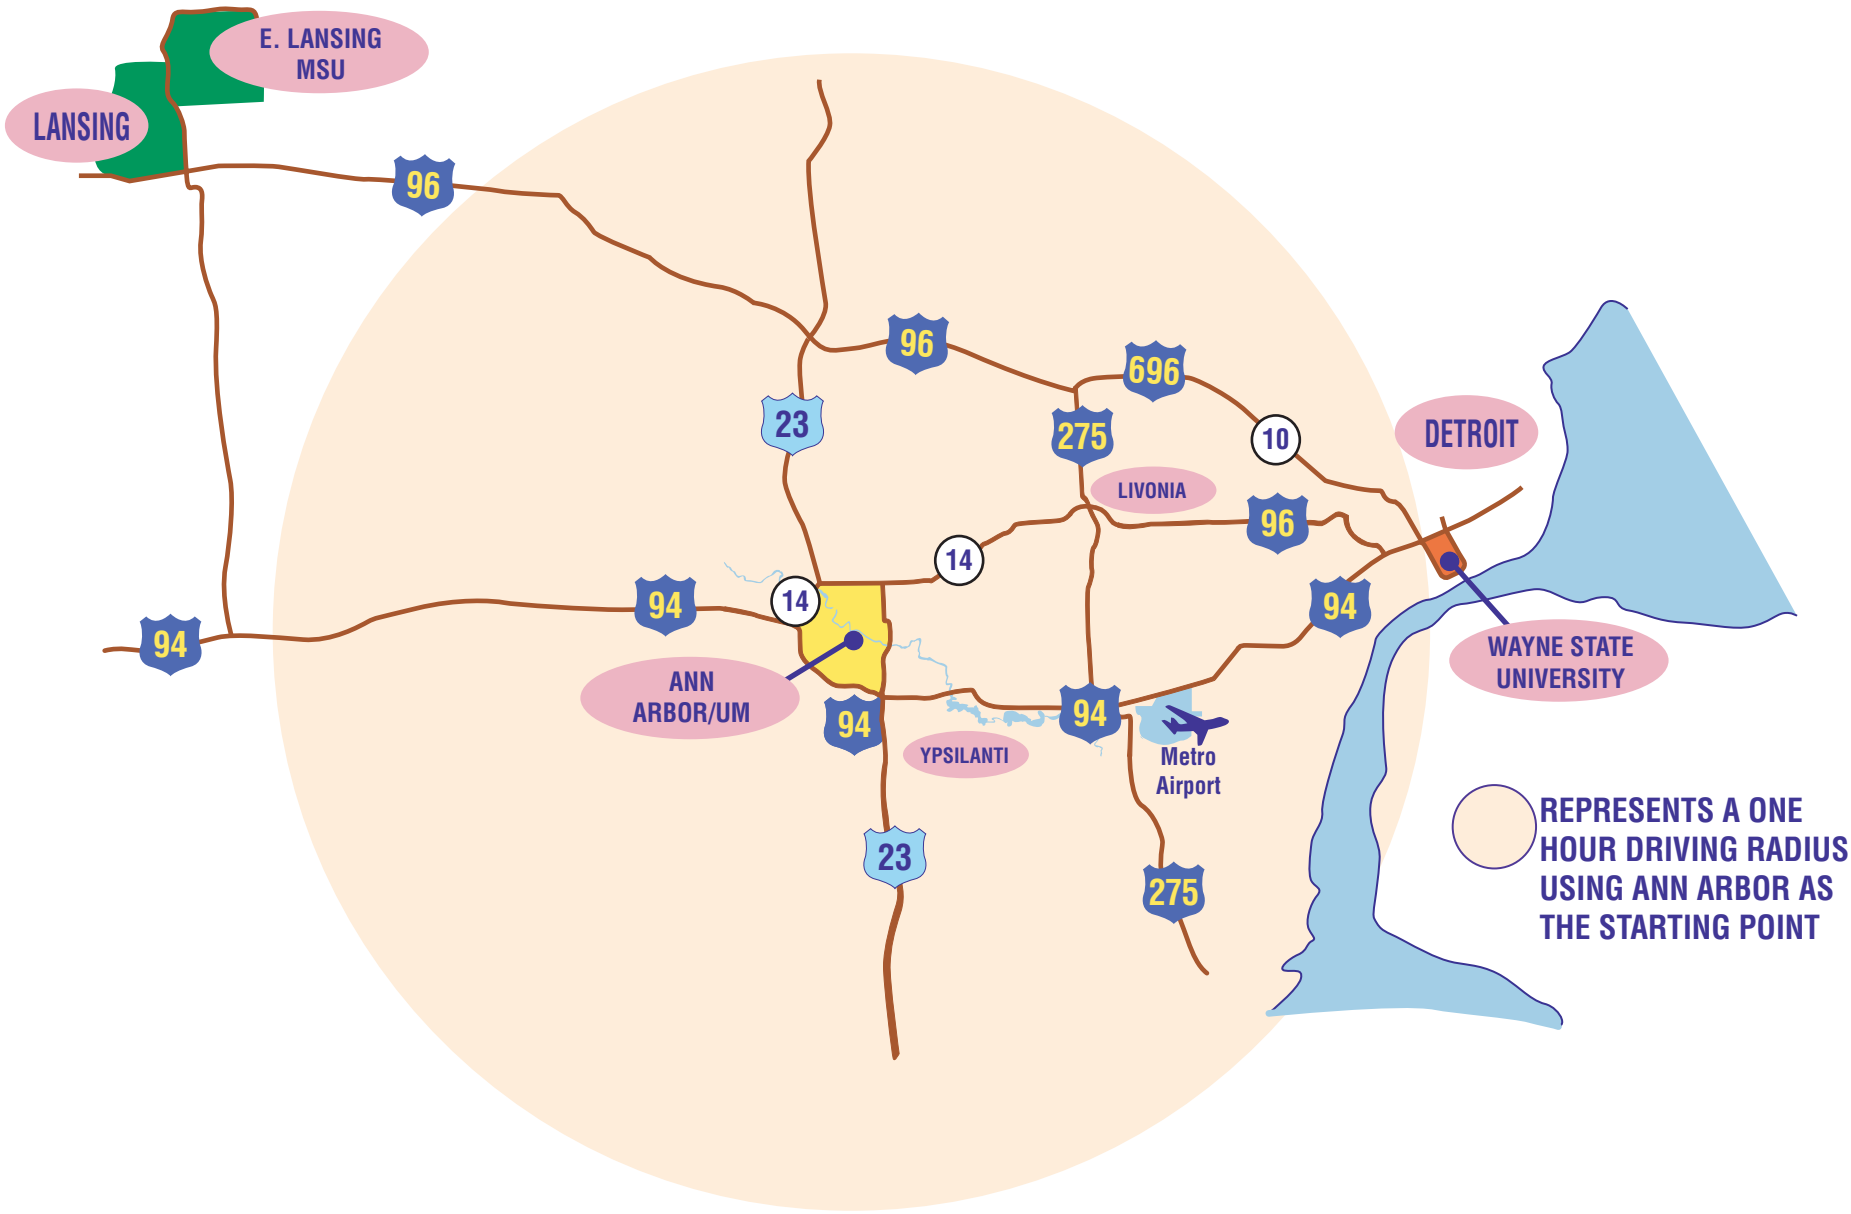 E. LANSING
MSU
LANSING
96
96
696
23
275
10
DETROIT
LIVONIA
96
14
14
94
94
94
WAYNE STATE
UNIVERSITY
ANN
ARBOR/UM
94
94
YPSILANTI
Metro
Airport
REPRESENTS A ONE
HOUR DRIVING RADIUS
USING ANN ARBOR AS
THE STARTING POINT
23
275